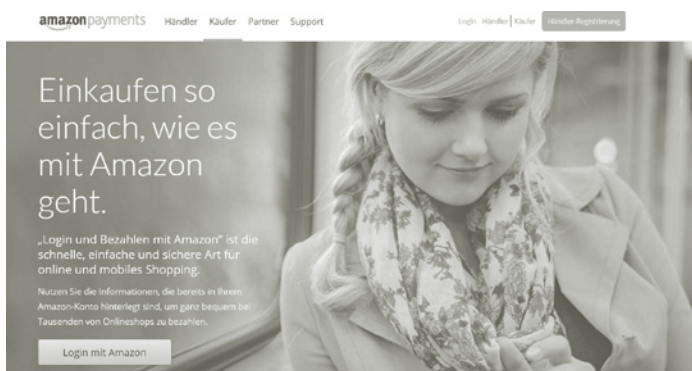 amazon payments Händler Käufer Partner Support Login Händler Käufer Händler-Registrierung
Einkaufen so
einfach, wie es
mit Amazon
geht.
„Login und Bezahlen mit Amazon“ ist die
schnelle, einfache und sichere Art für
online und mobiles Shopping.
Nutzen Sie die Informationen, die bereits in Ihrem
Amazon-Konto hinterlegt sind, um ganz bequem bei
Tausenden von Onlineshops zu bezahlen.
Login mit Amazon